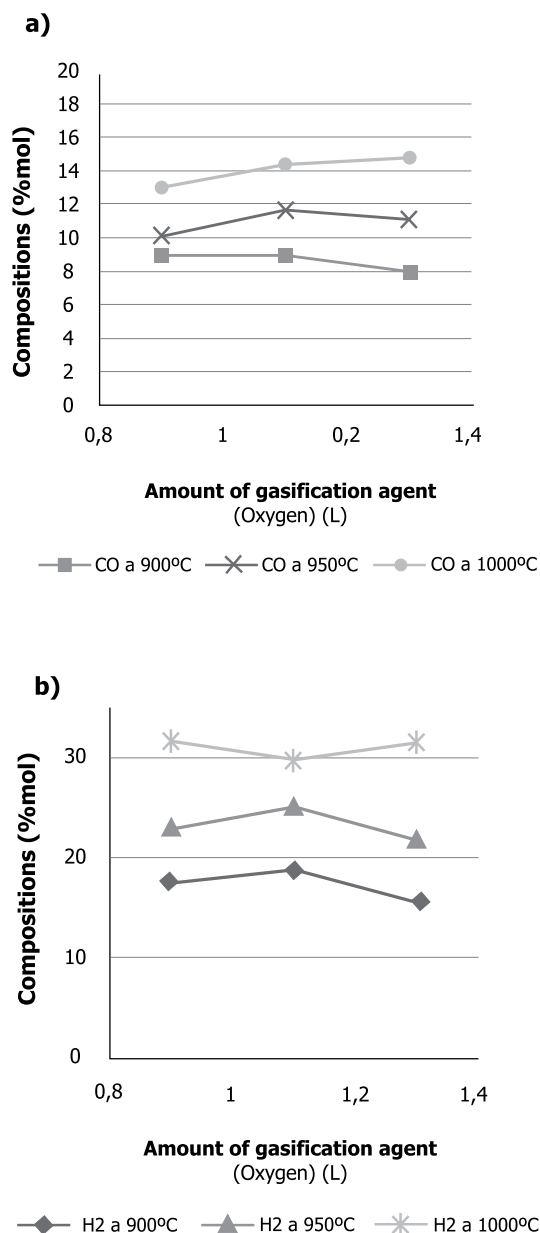 a)
Compositions (%mol)
20
18
16
14
12
10
8
6
4
2
0
0,8 1 0,2 1,4
Amount of gasification agent
(Oxygen) (L)
CO a 900ºC CO a 950ºC CO a 1000ºC
b)
Compositions (%mol)
30
20
10
0
0,8 1 1,2 1,4
Amount of gasification agent
(Oxygen) (L)
H2 a 900ºC H2 a 950ºC H2 a 1000ºC